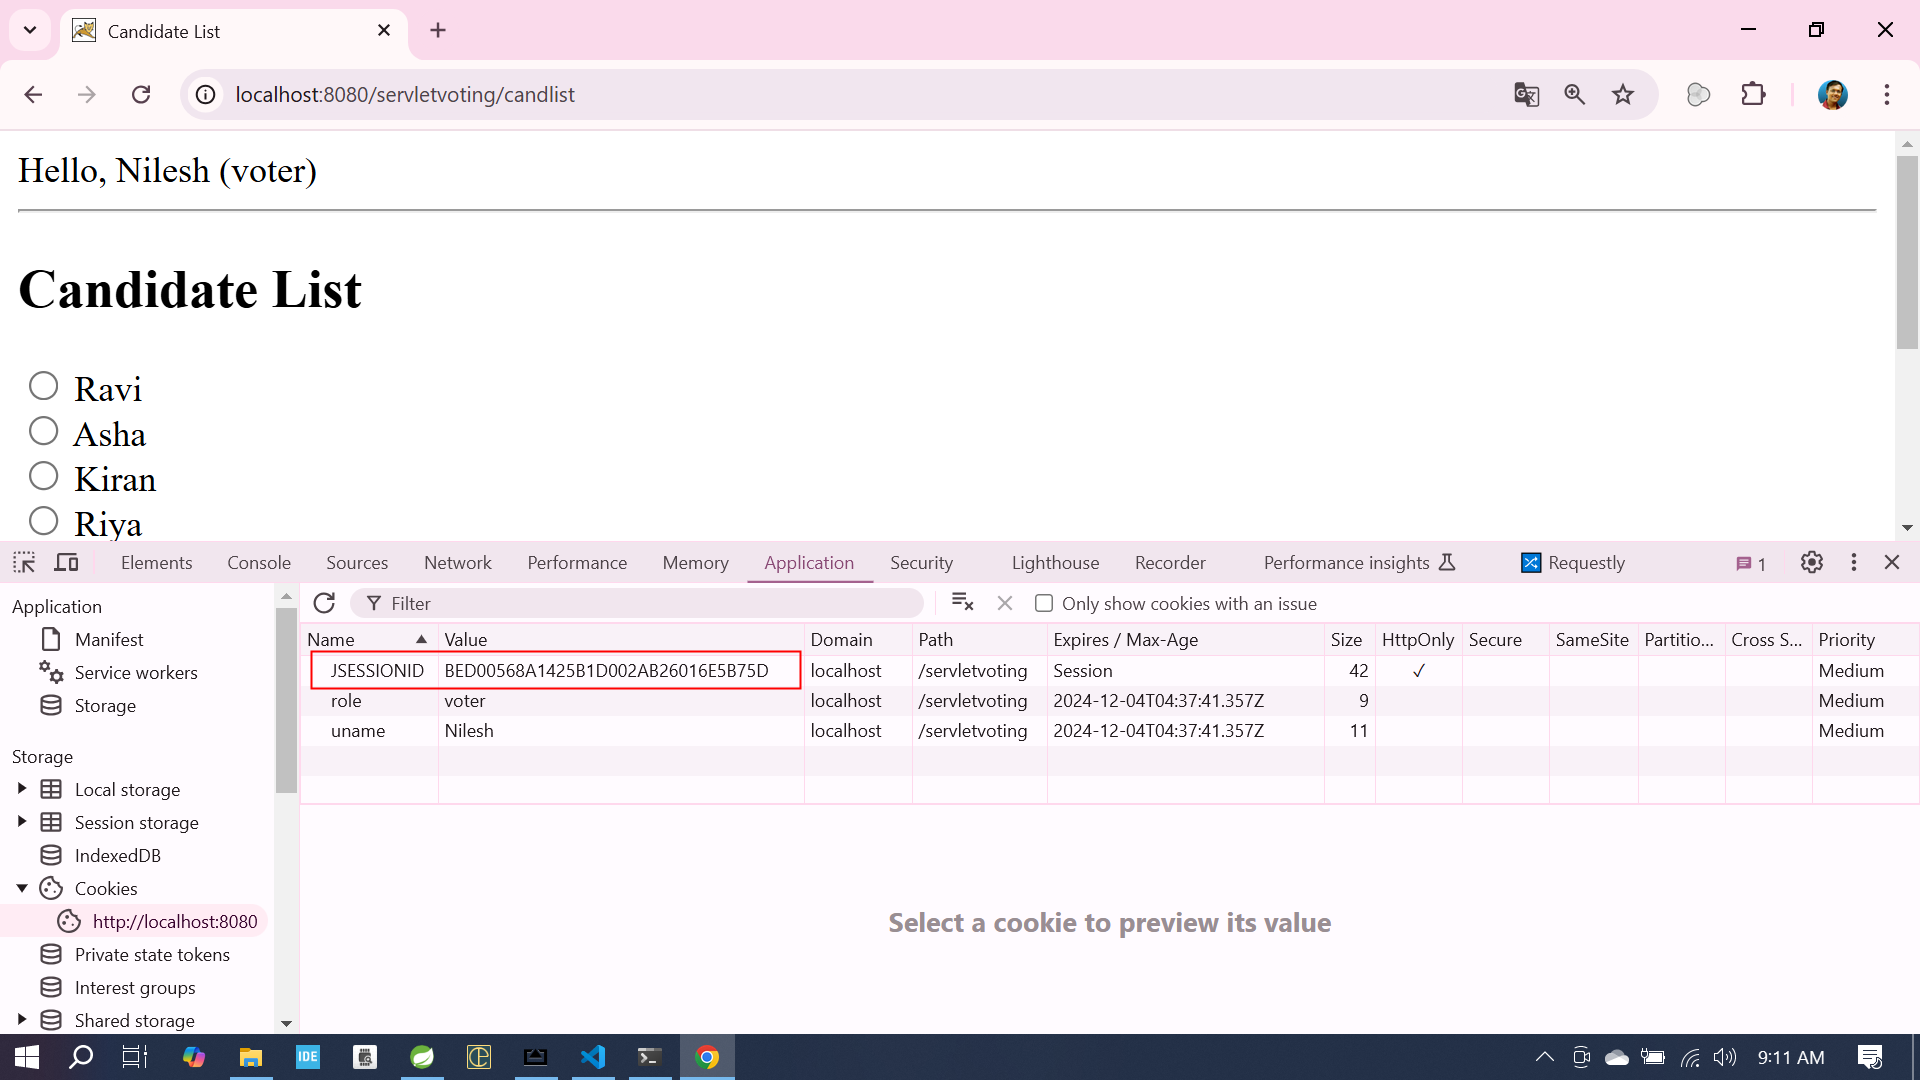 Candidate List
localhost:8080/servletvoting/candlist
Hello, Nilesh (voter)
Candidate List
Ravi
Asha
Kiran
Riya
Elements Console Sources Network Performance Memory Application Security Lighthouse Recorder Performance insights Requestly 1
Application
Manifest
Service workers
Storage
Storage
Local storage
Session storage
IndexedDB
Cookies
http://localhost:8080
Private state tokens
Interest groups
Shared storage
Filter Only show cookies with an issue
Name Value Domain Path Expires / Max-Age Size HttpOnly Secure SameSite Partitio... Cross S... Priority
JSESSIONID BED00568A1425B1D002AB26016E5B75D localhost /servletvoting Session 42 ✓ Medium
role voter localhost /servletvoting 2024-12-04T04:37:41.357Z 9 Medium
uname Nilesh localhost /servletvoting 2024-12-04T04:37:41.357Z 11 Medium
Select a cookie to preview its value
IDE
9:11 AM